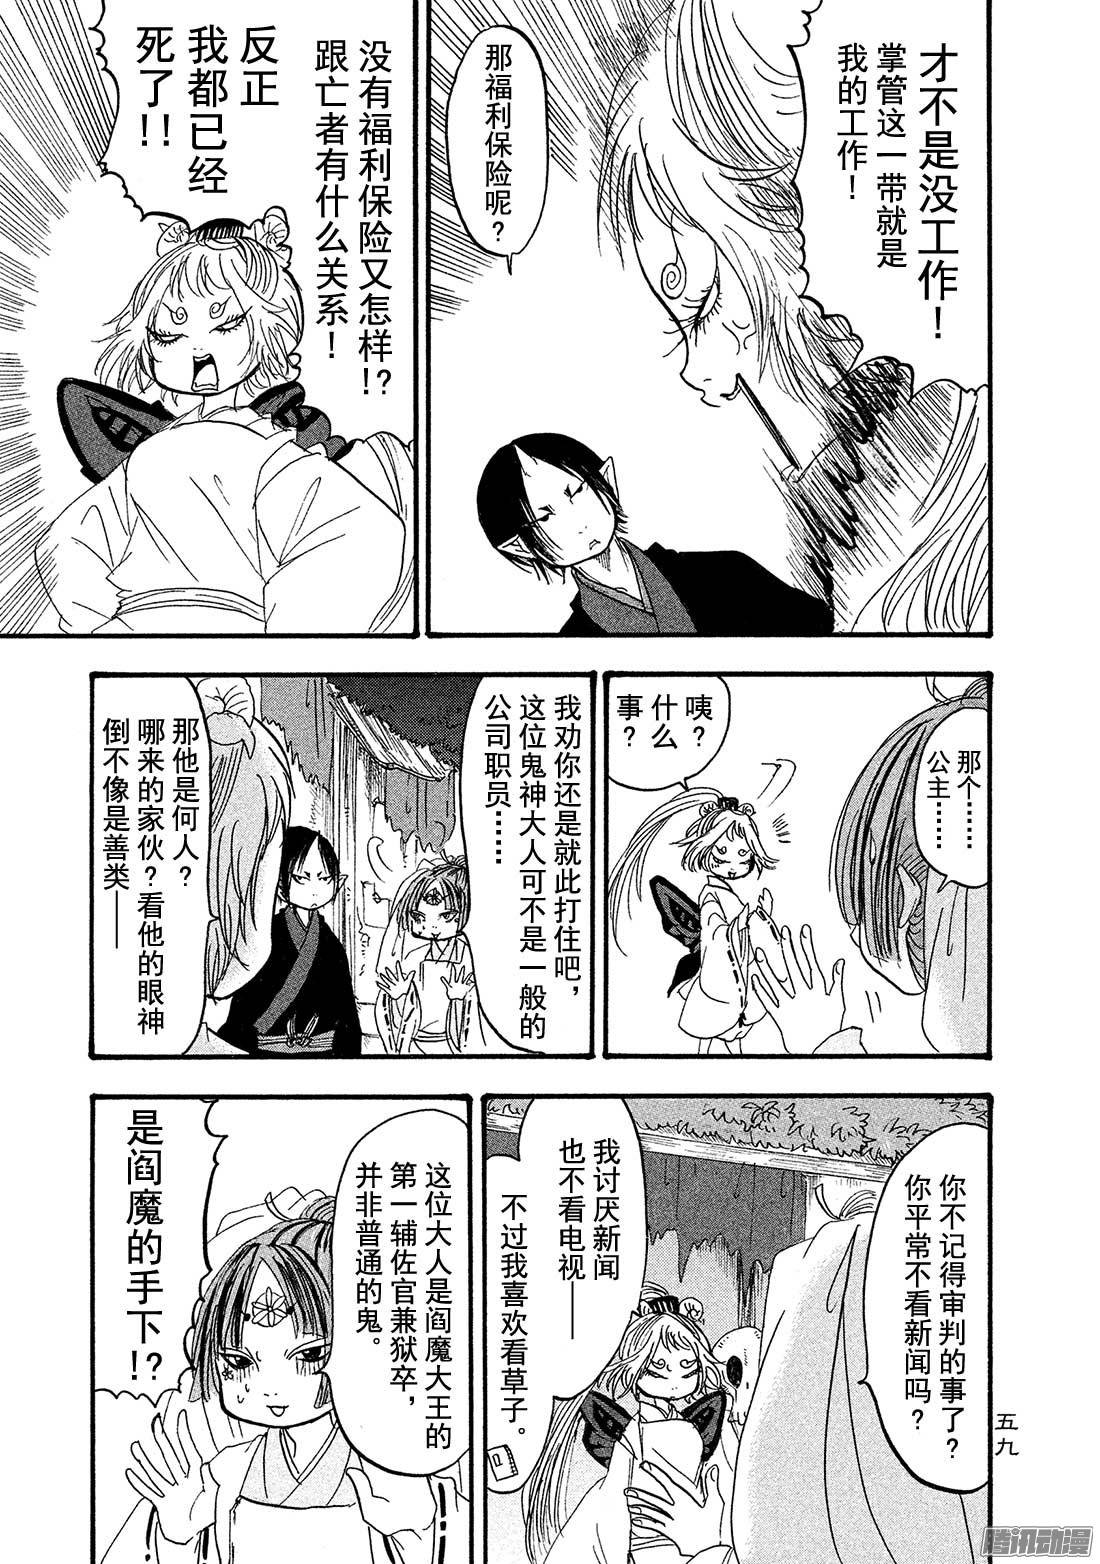 才不是没工作！
掌管这一带就是
我的工作！
那福利保险呢？
没有福利保险又怎样!?
跟亡者有什么关系！
反正
我都已经
死了!!
那个……
公主……
咦？
什么
事？
我劝你还是就此打住吧，
这位鬼神大人可不是一般的
公司职员……
那他是何人？
哪来的家伙？看他的眼神
倒不像是善类——
你不记得审判的事了？
你平常不看新闻吗？
我讨厌新闻
也不看电视——
不过我喜欢看草子。
这位大人是阎魔大王的
第一辅佐官兼狱卒，
并非普通的鬼。
是阎魔的手下!?
五九
腾讯动漫